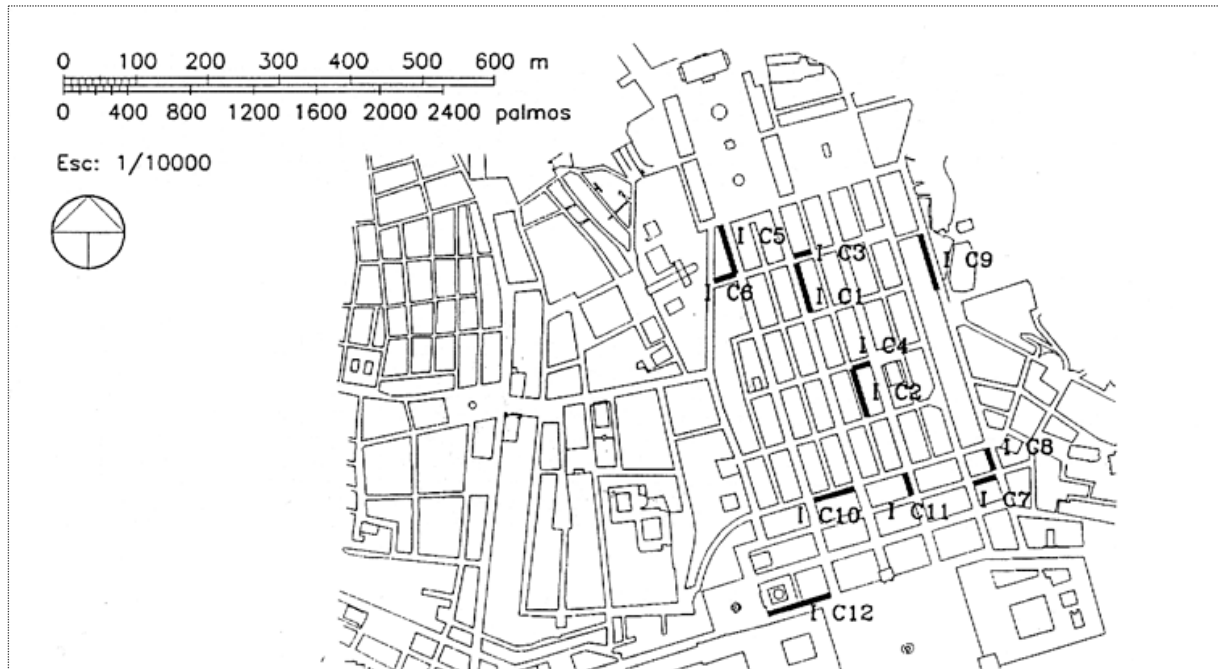 0 100 200 300 400 500 600 m
0 400 800 1200 1600 2000 2400 palmos
Esc: 1/10000
I C5
I C3
I C9
I C6
I C1
I C4
I C2
I C8
I C7
I C10
I C11
I C12